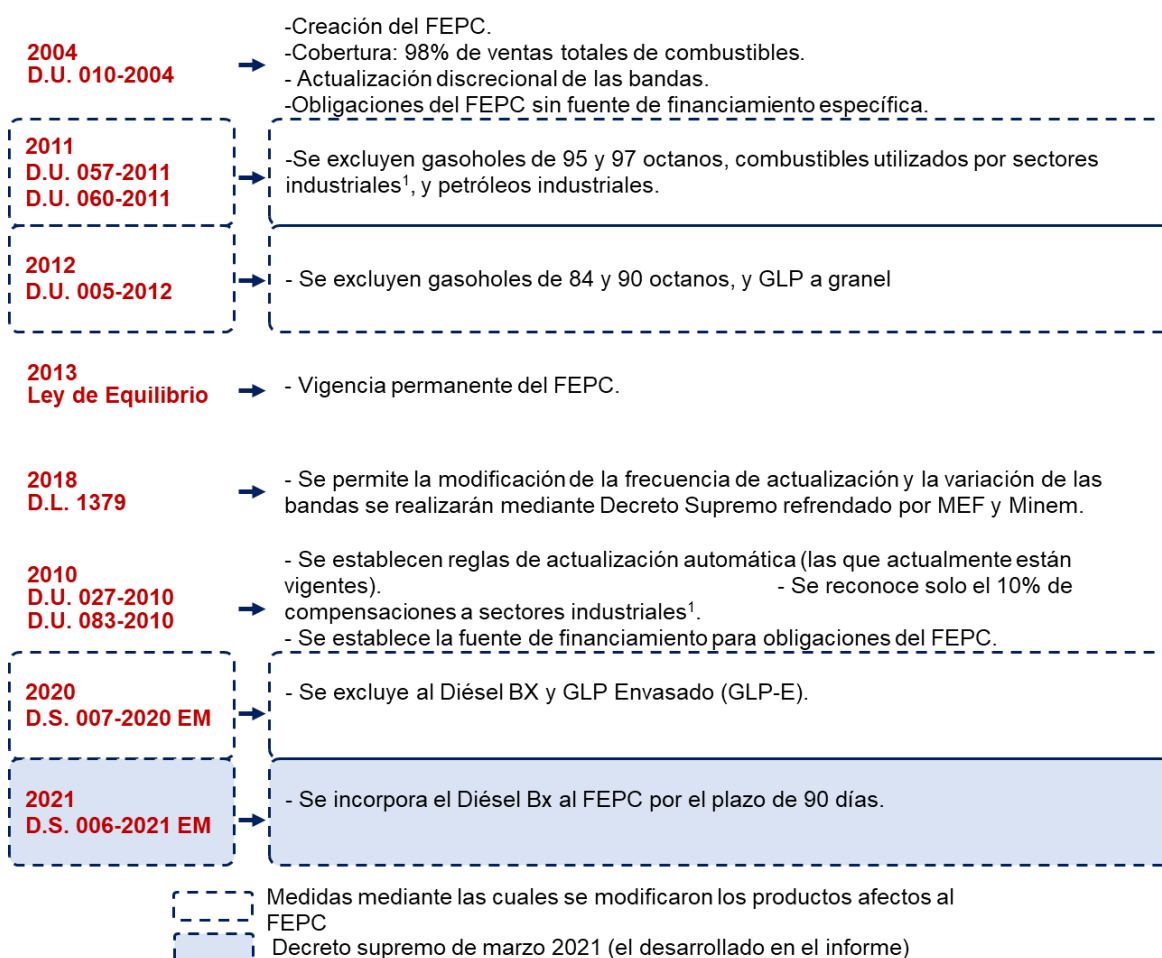 2004
D.U. 010-2004
-Creación del FEPC.
-Cobertura: 98% de ventas totales de combustibles.
- Actualización discrecional de las bandas.
-Obligaciones del FEPC sin fuente de financiamiento específica.
2011
D.U. 057-2011
D.U. 060-2011
-Se excluyen gasoholes de 95 y 97 octanos, combustibles utilizados por sectores
industriales¹, y petróleos industriales.
2012
D.U. 005-2012
- Se excluyen gasoholes de 84 y 90 octanos, y GLP a granel
2013
Ley de Equilibrio
- Vigencia permanente del FEPC.
2018
D.L. 1379
- Se permite la modificación de la frecuencia de actualización y la variación de las
bandas se realizarán mediante Decreto Supremo refrendado por MEF y Minem.
2010
D.U. 027-2010
D.U. 083-2010
- Se establecen reglas de actualización automática (las que actualmente están
vigentes). - Se reconoce solo el 10% de
compensaciones a sectores industriales¹.
- Se establece la fuente de financiamiento para obligaciones del FEPC.
2020
D.S. 007-2020 EM
- Se excluye al Diésel BX y GLP Envasado (GLP-E).
2021
D.S. 006-2021 EM
- Se incorpora el Diésel Bx al FEPC por el plazo de 90 días.
Medidas mediante las cuales se modificaron los productos afectos al
FEPC
Decreto supremo de marzo 2021 (el desarrollado en el informe)